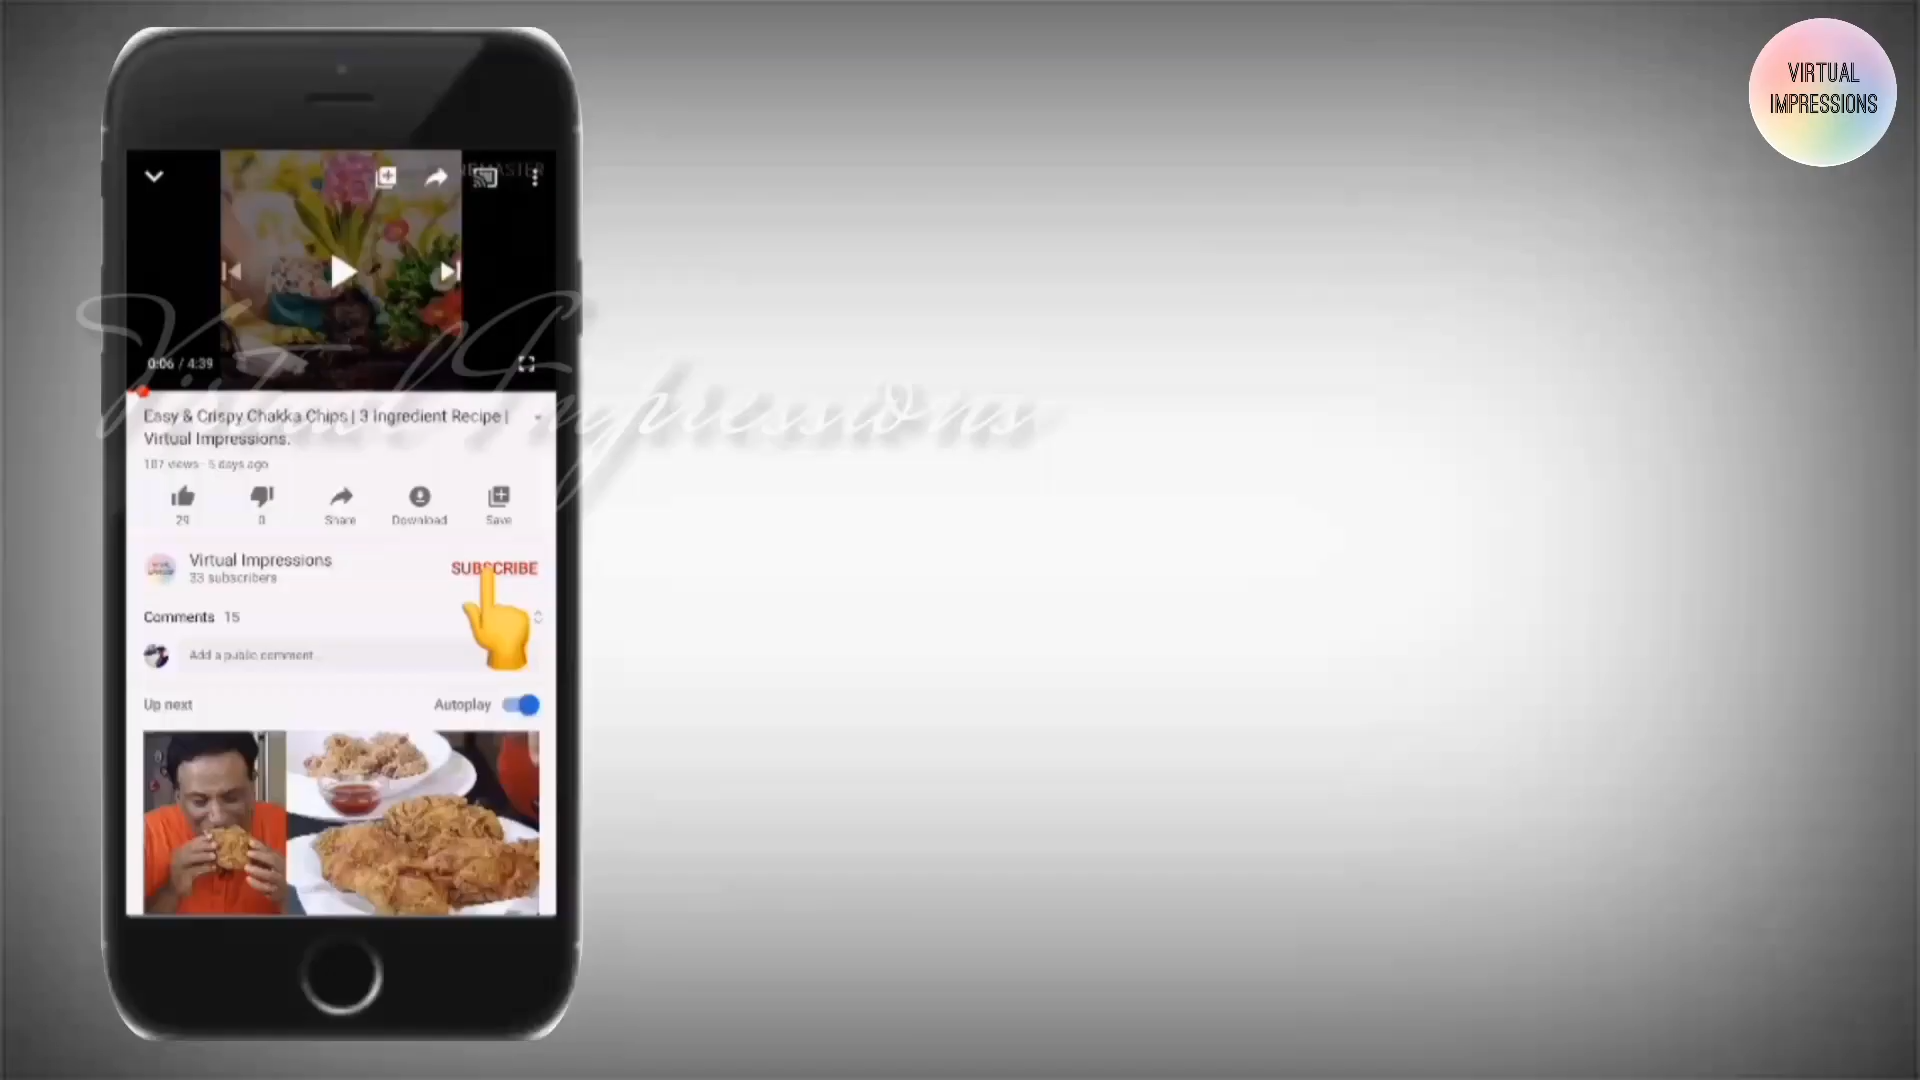 VIRTUAL
IMPRESSIONS
0:06 / 4:39
Virtual Impressions
Easy & Crispy Chakka Chips | 3 Ingredient Recipe |
Virtual Impressions.
187 views · 5 days ago
29
0
Share
Download
Save
Virtual Impressions
33 subscribers
SUBSCRIBE
Comments 15
Add a public comment...
Up next
Autoplay